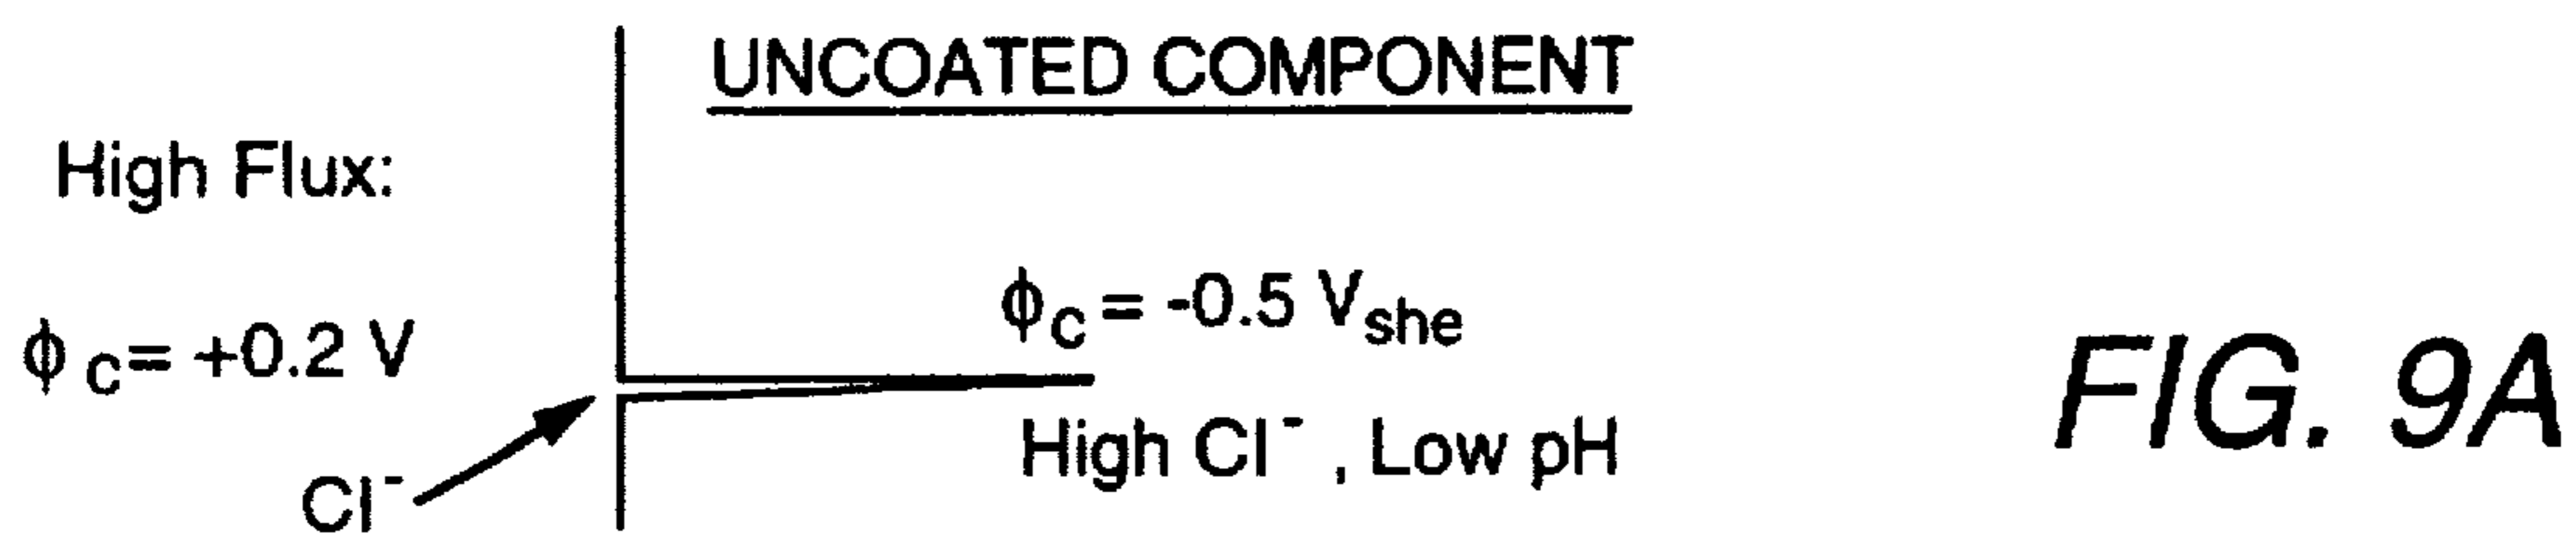 UNCOATED COMPONENT
High Flux:
ϕc= +0.2 V
ϕc= -0.5 Vshe
Cl-
High Cl-, Low pH
FIG. 9A